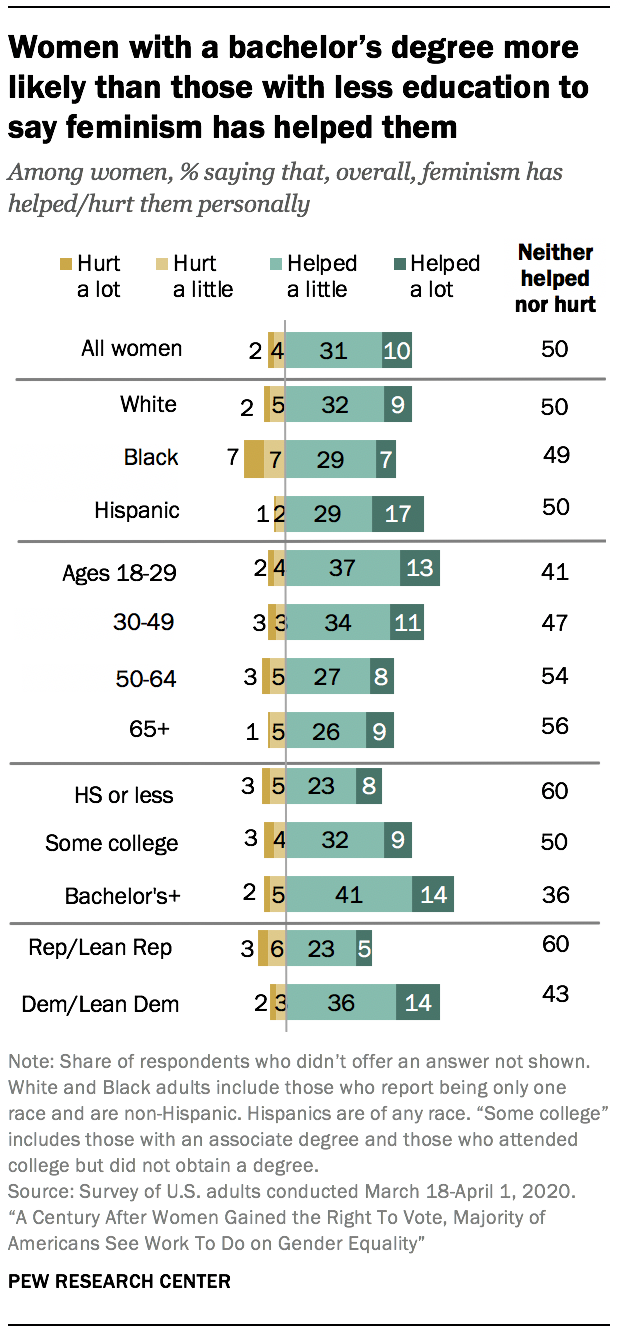 Women with a bachelor's degree more
likely than those with less education to
say feminism has helped them
Among women, % saying that, overall, feminism has
helped/hurt them personally
Hurt a lot
Hurt a little
Helped a little
Helped a lot
Neither helped nor hurt
All women 2 4 31 10 50
White 2 5 32 9 50
Black 7 7 29 7 49
Hispanic 1 2 29 17 50
Ages 18-29 2 4 37 13 41
30-49 3 3 34 11 47
50-64 3 5 27 8 54
65+ 1 5 26 9 56
HS or less 3 5 23 8 60
Some college 3 4 32 9 50
Bachelor's+ 2 5 41 14 36
Rep/Lean Rep 3 6 23 5 60
Dem/Lean Dem 2 3 36 14 43
Note: Share of respondents who didn't offer an answer not shown.
White and Black adults include those who report being only one
race and are non-Hispanic. Hispanics are of any race. "Some college"
includes those with an associate degree and those who attended
college but did not obtain a degree.
Source: Survey of U.S. adults conducted March 18-April 1, 2020.
"A Century After Women Gained the Right To Vote, Majority of
Americans See Work To Do on Gender Equality"
PEW RESEARCH CENTER